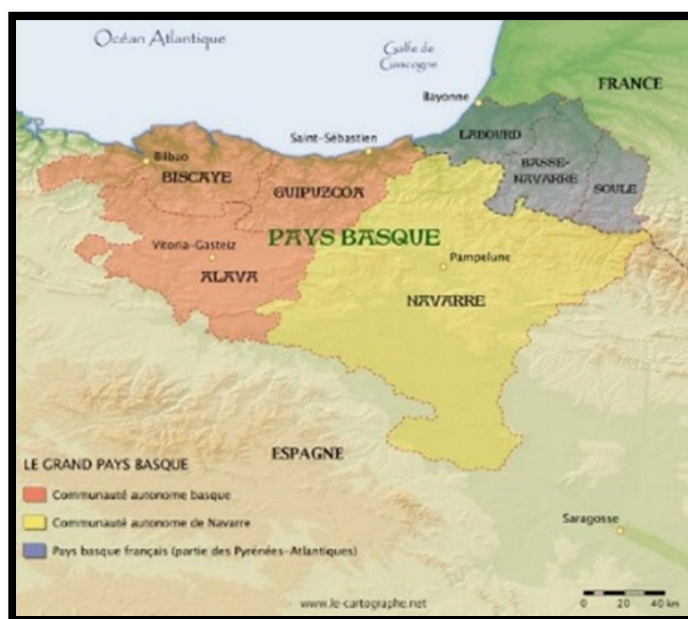 Océan Atlantique
Golfe de
Gascogne
FRANCE
Bayonne
LABOURD
Saint-Sébastien
BASSE-
NAVARRE
SOULE
Bilbao
BISCAYE
GUIPUZCOA
PAYS BASQUE
Vitoria-Gasteiz
ALAVA
Pampelune
NAVARRE
ESPAGNE
LE GRAND PAYS BASQUE
Communauté autonome basque
Communauté autonome de Navarre
Pays basque français (partie des Pyrénées-Atlantiques)
Saragosse
www.le-cartographe.net
0 20 40 km